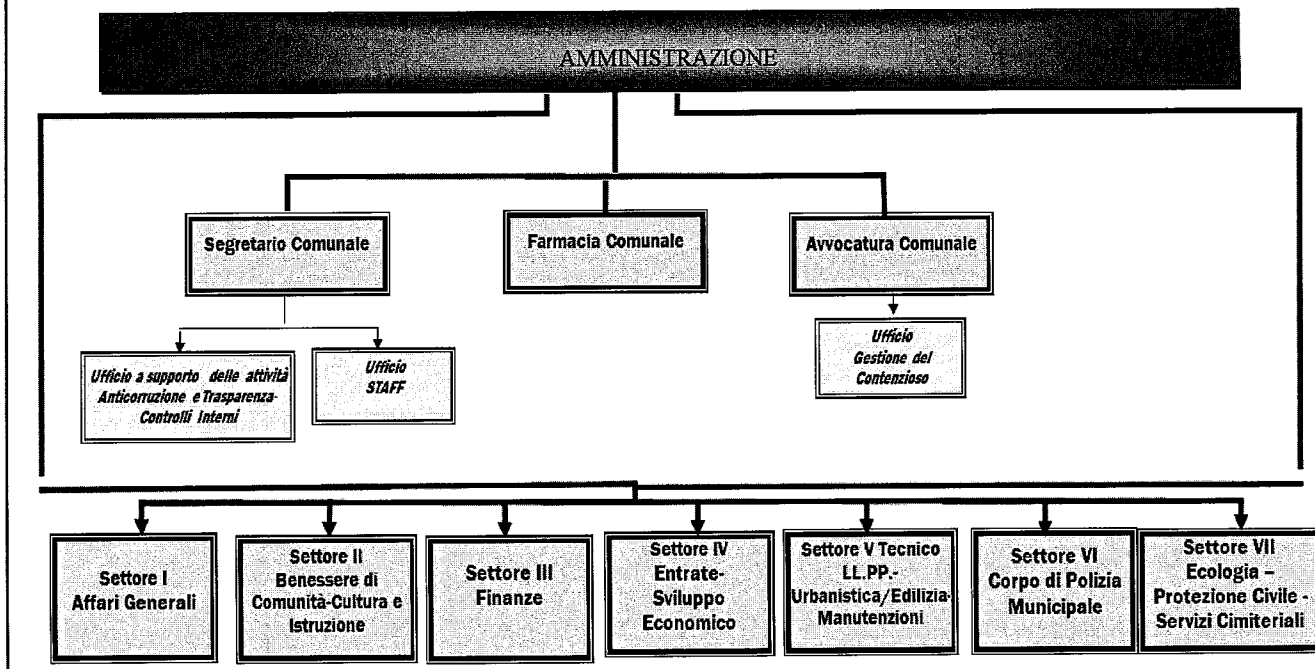 AMMINISTRAZIONE
Segretario Comunale
Farmacia Comunale
Avvocatura Comunale
Ufficio a supporto delle attività
Anticorruzione e Trasparenza-
Controlli Interni
Ufficio
STAFF
Ufficio
Gestione del
Contenzioso
Settore I
Affari Generali
Settore II
Benessere di
Comunità-Cultura e
Istruzione
Settore III
Finanze
Settore IV
Entrate-
Sviluppo
Economico
Settore V Tecnico
LL.PP.-
Urbanistica/Edilizia-
Manutenzioni
Settore VI
Corpo di Polizia
Municipale
Settore VII
Ecologia –
Protezione Civile -
Servizi Cimiteriali